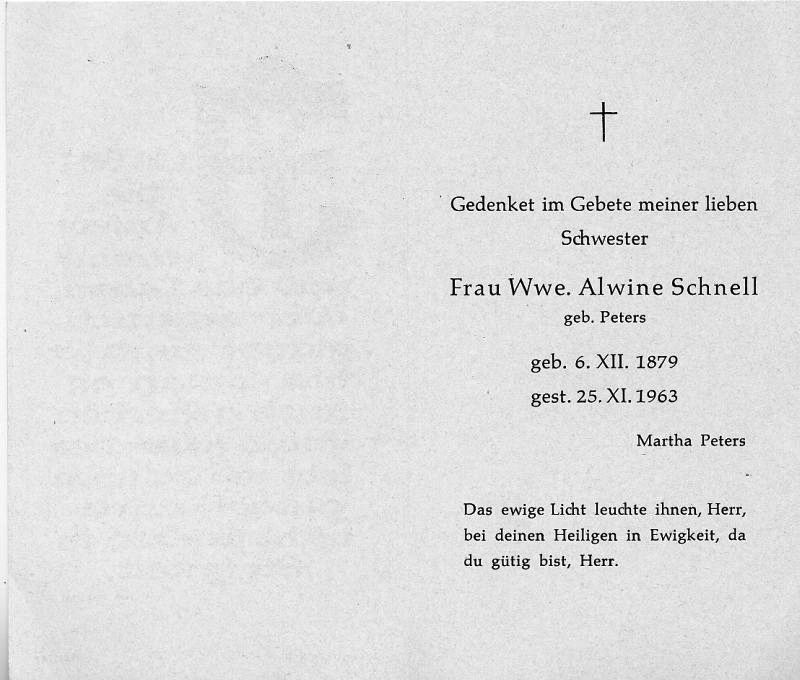 Gedenket im Gebete meiner lieben
Schwester
Frau Wwe. Alwine Schnell
geb. Peters
geb. 6. XII. 1879
gest. 25. XI. 1963
Martha Peters
Das ewige Licht leuchte ihnen, Herr,
bei deinen Heiligen in Ewigkeit, da
du gütig bist, Herr.